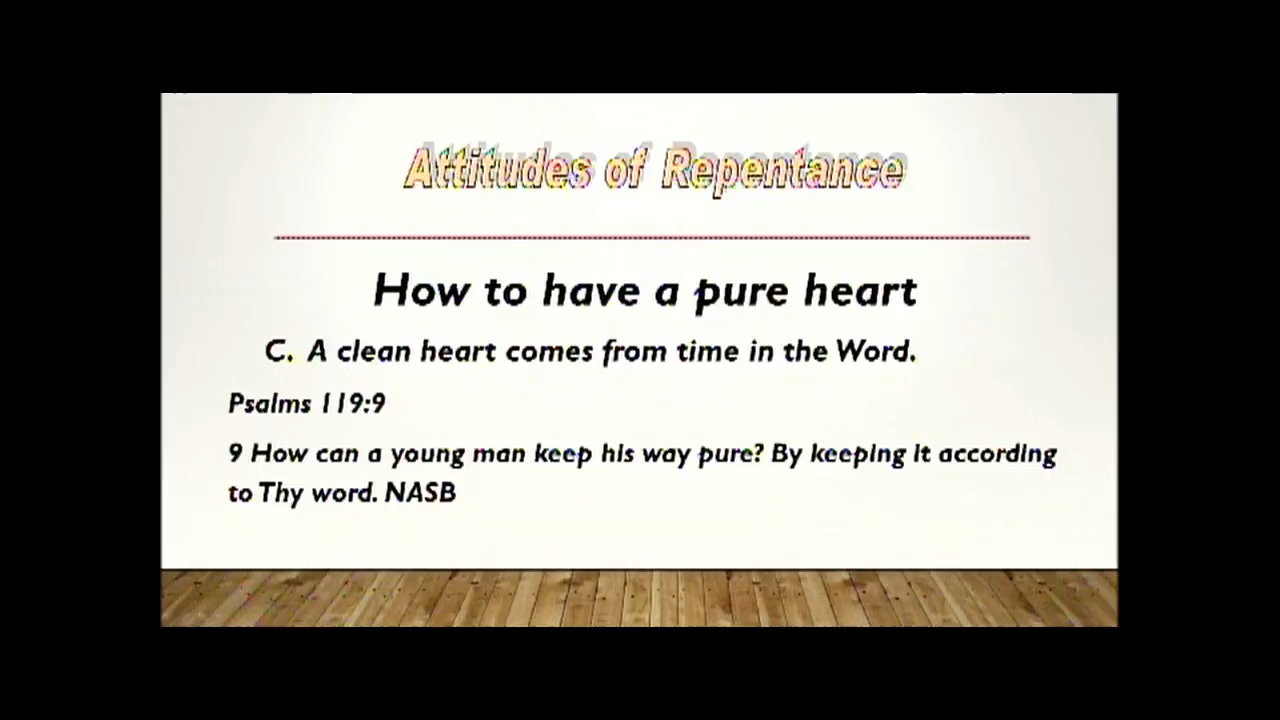 Attitudes of Repentance
How to have a pure heart
C. A clean heart comes from time in the Word.
Psalms 119:9
9 How can a young man keep his way pure? By keeping it according
to Thy word. NASB